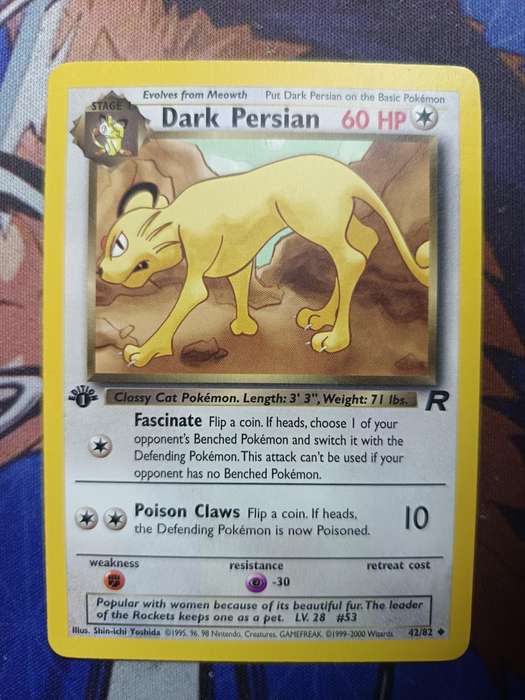 Evolves from Meowth Put Dark Persian on the Basic Pokémon
STAGE 1
Dark Persian 60 HP
EDITION 1
Classy Cat Pokémon. Length: 3' 3", Weight: 71 lbs.
R
Fascinate Flip a coin. If heads, choose 1 of your
opponent's Benched Pokémon and switch it with the
Defending Pokémon. This attack can't be used if your
opponent has no Benched Pokémon.
Poison Claws Flip a coin. If heads, 10
the Defending Pokémon is now Poisoned.
weakness resistance retreat cost
-30
Popular with women because of its beautiful fur. The leader
of the Rockets keeps one as a pet. LV. 28 #53
Illus. Shin-ichi Yoshida ©1995, 96, 98 Nintendo, Creatures, GAMEFREAK. ©1999-2000 Wizards. 42/82